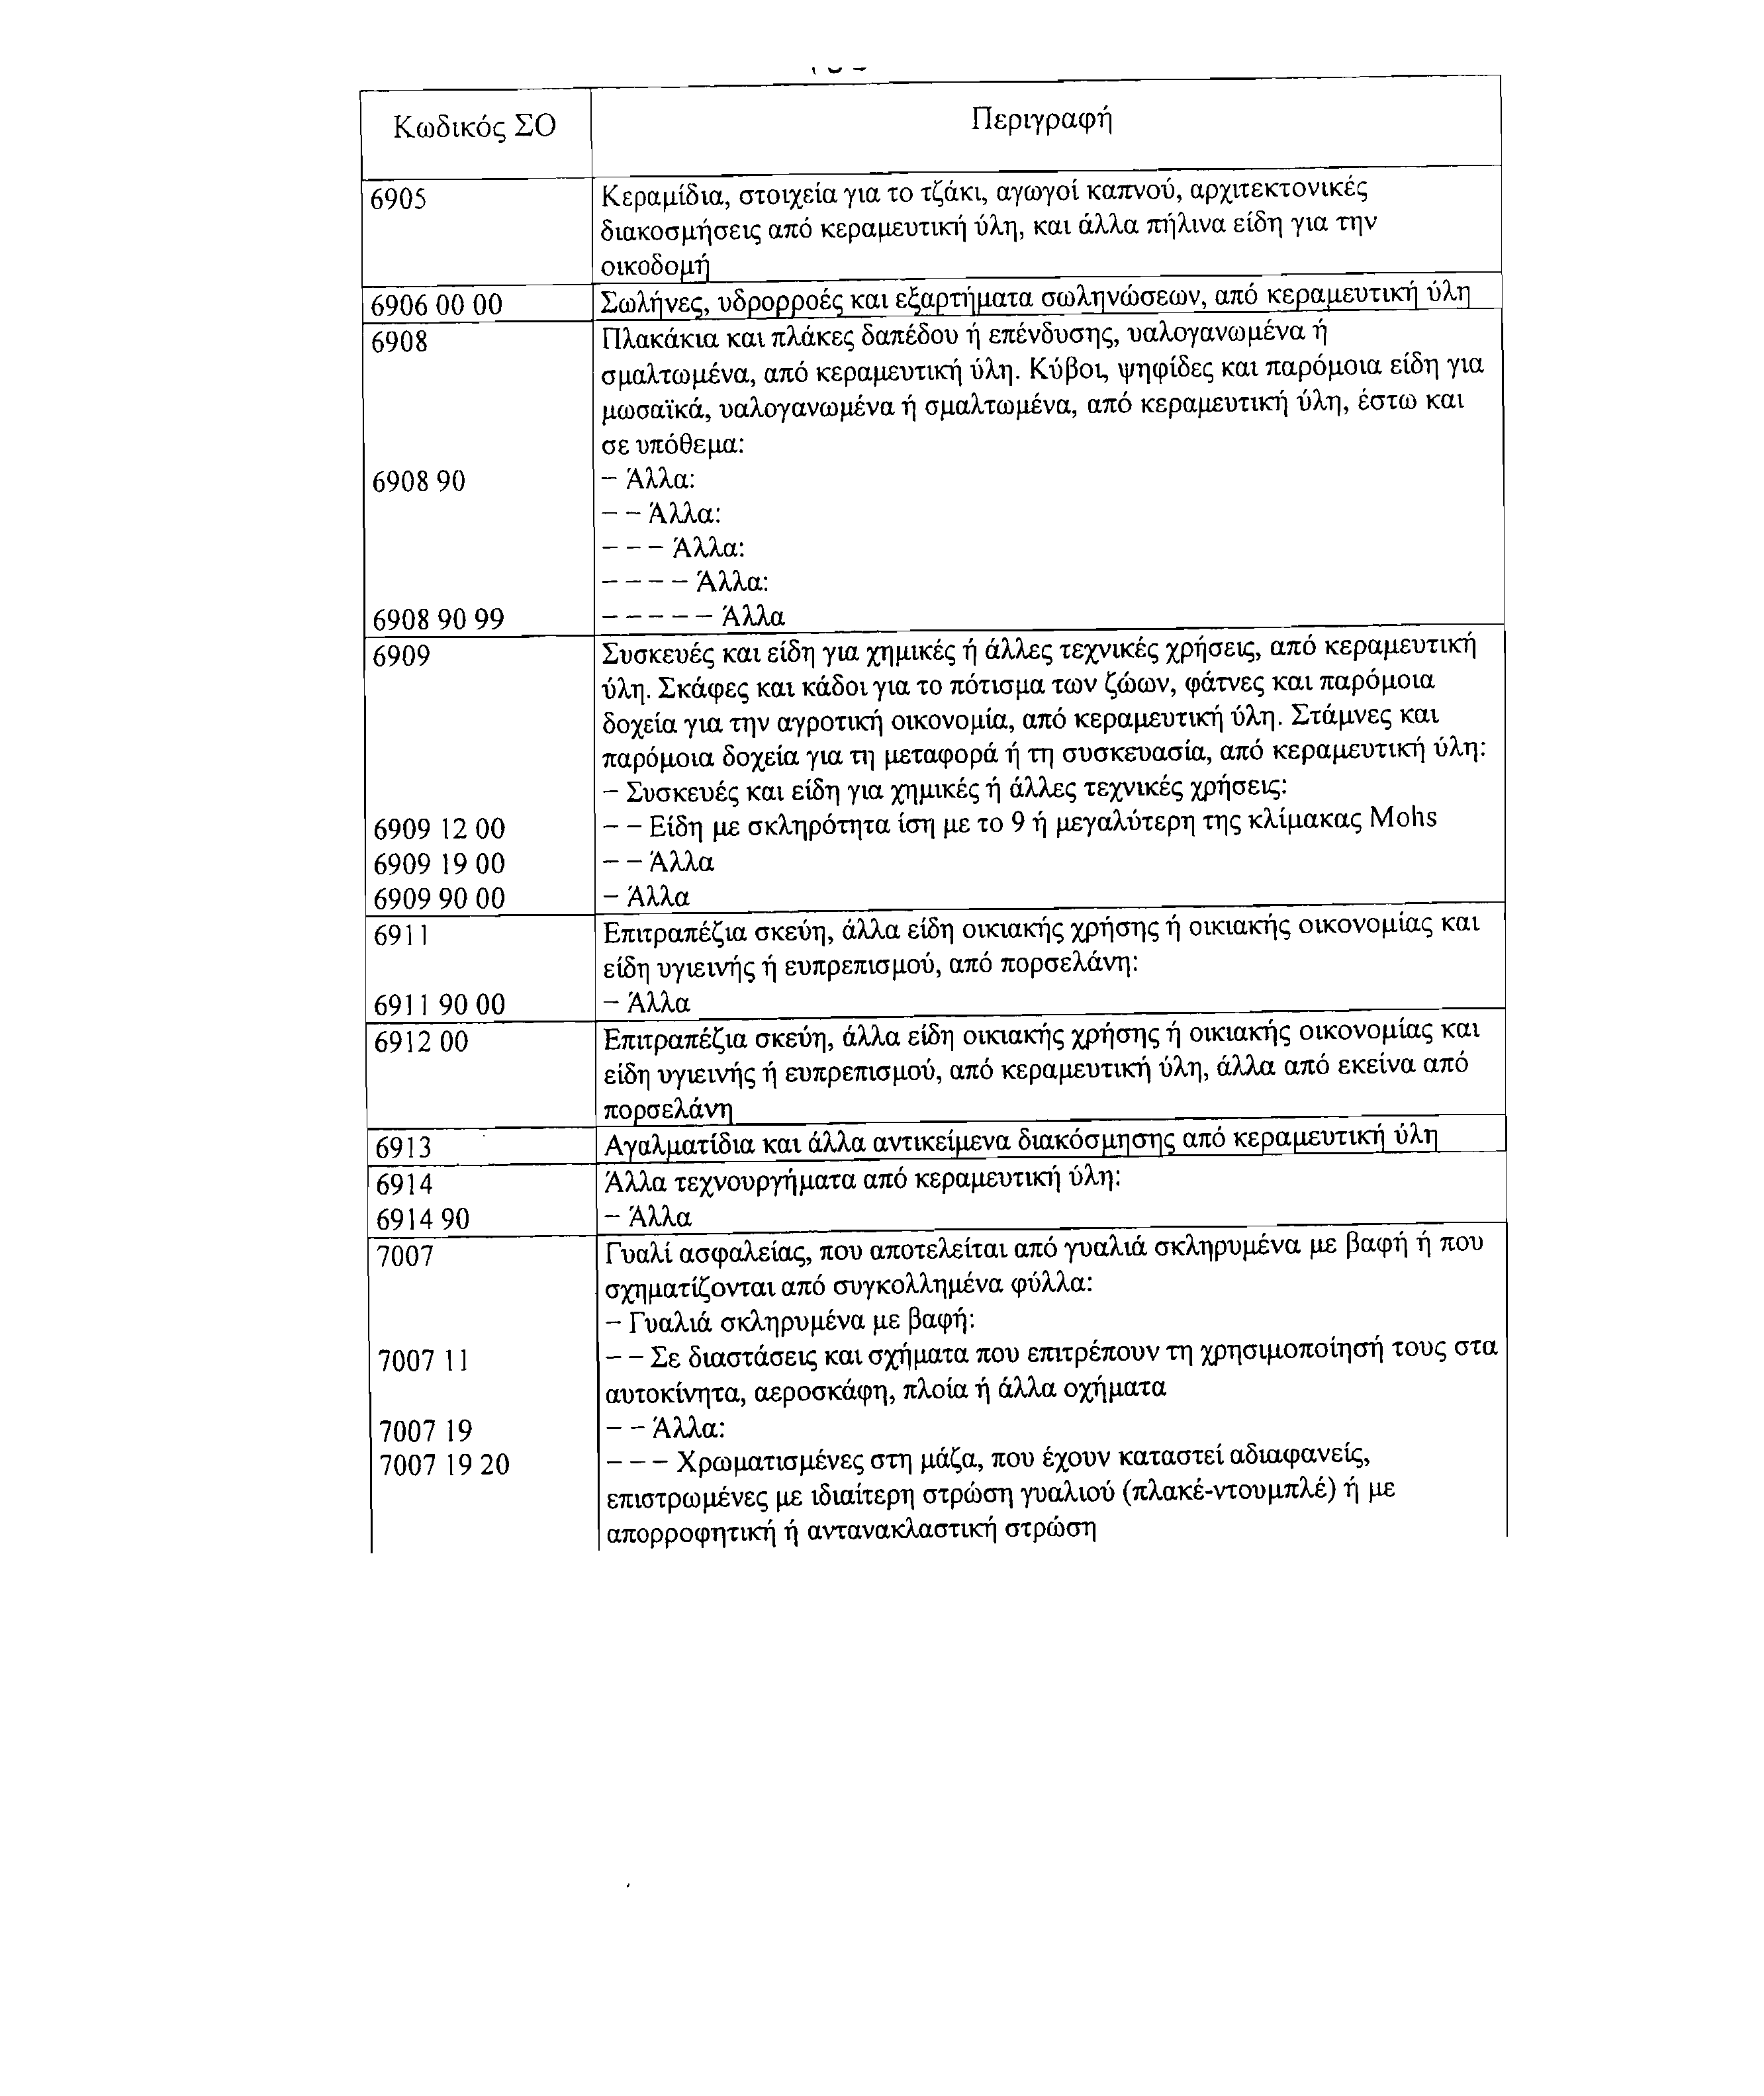 Κωδικός ΣΟ Περιγραφή
6905 Κεραμίδια, στοιχεία για το τζάκι, αγωγοί καπνού, αρχιτεκτονικές
διακοσμήσεις από κεραμευτική ύλη, και άλλα πήλινα είδη για την
οικοδομή
6906 00 00 Σωλήνες, υδρορροές και εξαρτήματα σωληνώσεων, από κεραμευτική ύλη
6908 Πλακάκια και πλάκες δαπέδου ή επένδυσης, υαλογανωμένα ή
σμαλτωμένα, από κεραμευτική ύλη. Κύβοι, ψηφίδες και παρόμοια είδη για
μωσαϊκά, υαλογανωμένα ή σμαλτωμένα, από κεραμευτική ύλη, έστω και
σε υπόθεμα:
6908 90 – Άλλα:
– – Άλλα:
– – – Άλλα:
– – – – Άλλα:
6908 90 99 – – – – – Άλλα
6909 Συσκευές και είδη για χημικές ή άλλες τεχνικές χρήσεις, από κεραμευτική
ύλη. Σκάφες και κάδοι για το πότισμα των ζώων, φάτνες και παρόμοια
δοχεία για την αγροτική οικονομία, από κεραμευτική ύλη. Στάμνες και
παρόμοια δοχεία για τη μεταφορά ή τη συσκευασία, από κεραμευτική ύλη:
– Συσκευές και είδη για χημικές ή άλλες τεχνικές χρήσεις:
6909 12 00 – – Είδη με σκληρότητα ίση με το 9 ή μεγαλύτερη της κλίμακας Mohs
6909 19 00 – – Άλλα
6909 90 00 – Άλλα
6911 Επιτραπέζια σκεύη, άλλα είδη οικιακής χρήσης ή οικιακής οικονομίας και
είδη υγιεινής ή ευπρεπισμού, από πορσελάνη:
6911 90 00 – Άλλα
6912 00 Επιτραπέζια σκεύη, άλλα είδη οικιακής χρήσης ή οικιακής οικονομίας και
είδη υγιεινής ή ευπρεπισμού, από κεραμευτική ύλη, άλλα από εκείνα από
πορσελάνη
6913 Αγαλματίδια και άλλα αντικείμενα διακόσμησης από κεραμευτική ύλη
6914 Άλλα τεχνουργήματα από κεραμευτική ύλη:
6914 90 – Άλλα
7007 Γυαλί ασφαλείας, που αποτελείται από γυαλιά σκληρυμένα με βαφή ή που
σχηματίζονται από συγκολλημένα φύλλα:
– Γυαλιά σκληρυμένα με βαφή:
7007 11 – – Σε διαστάσεις και σχήματα που επιτρέπουν τη χρησιμοποίησή τους στα
αυτοκίνητα, αεροσκάφη, πλοία ή άλλα οχήματα
7007 19 – – Άλλα:
7007 19 20 – – – Χρωματισμένες στη μάζα, που έχουν καταστεί αδιαφανείς,
επιστρωμένες με ιδιαίτερη στρώση γυαλιού (πλακέ-ντουμπλέ) ή με
απορροφητική ή αντανακλαστική στρώση